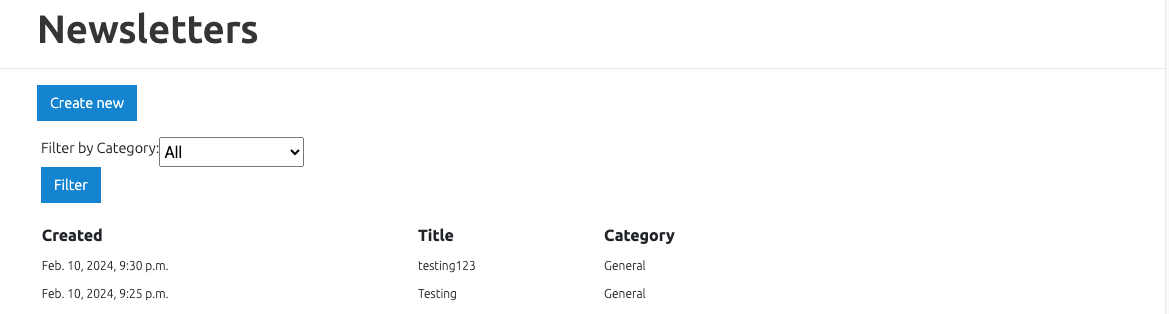 Newsletters
Create new
Filter by Category: All
Filter
Created Title Category
Feb. 10, 2024, 9:30 p.m. testing123 General
Feb. 10, 2024, 9:25 p.m. Testing General